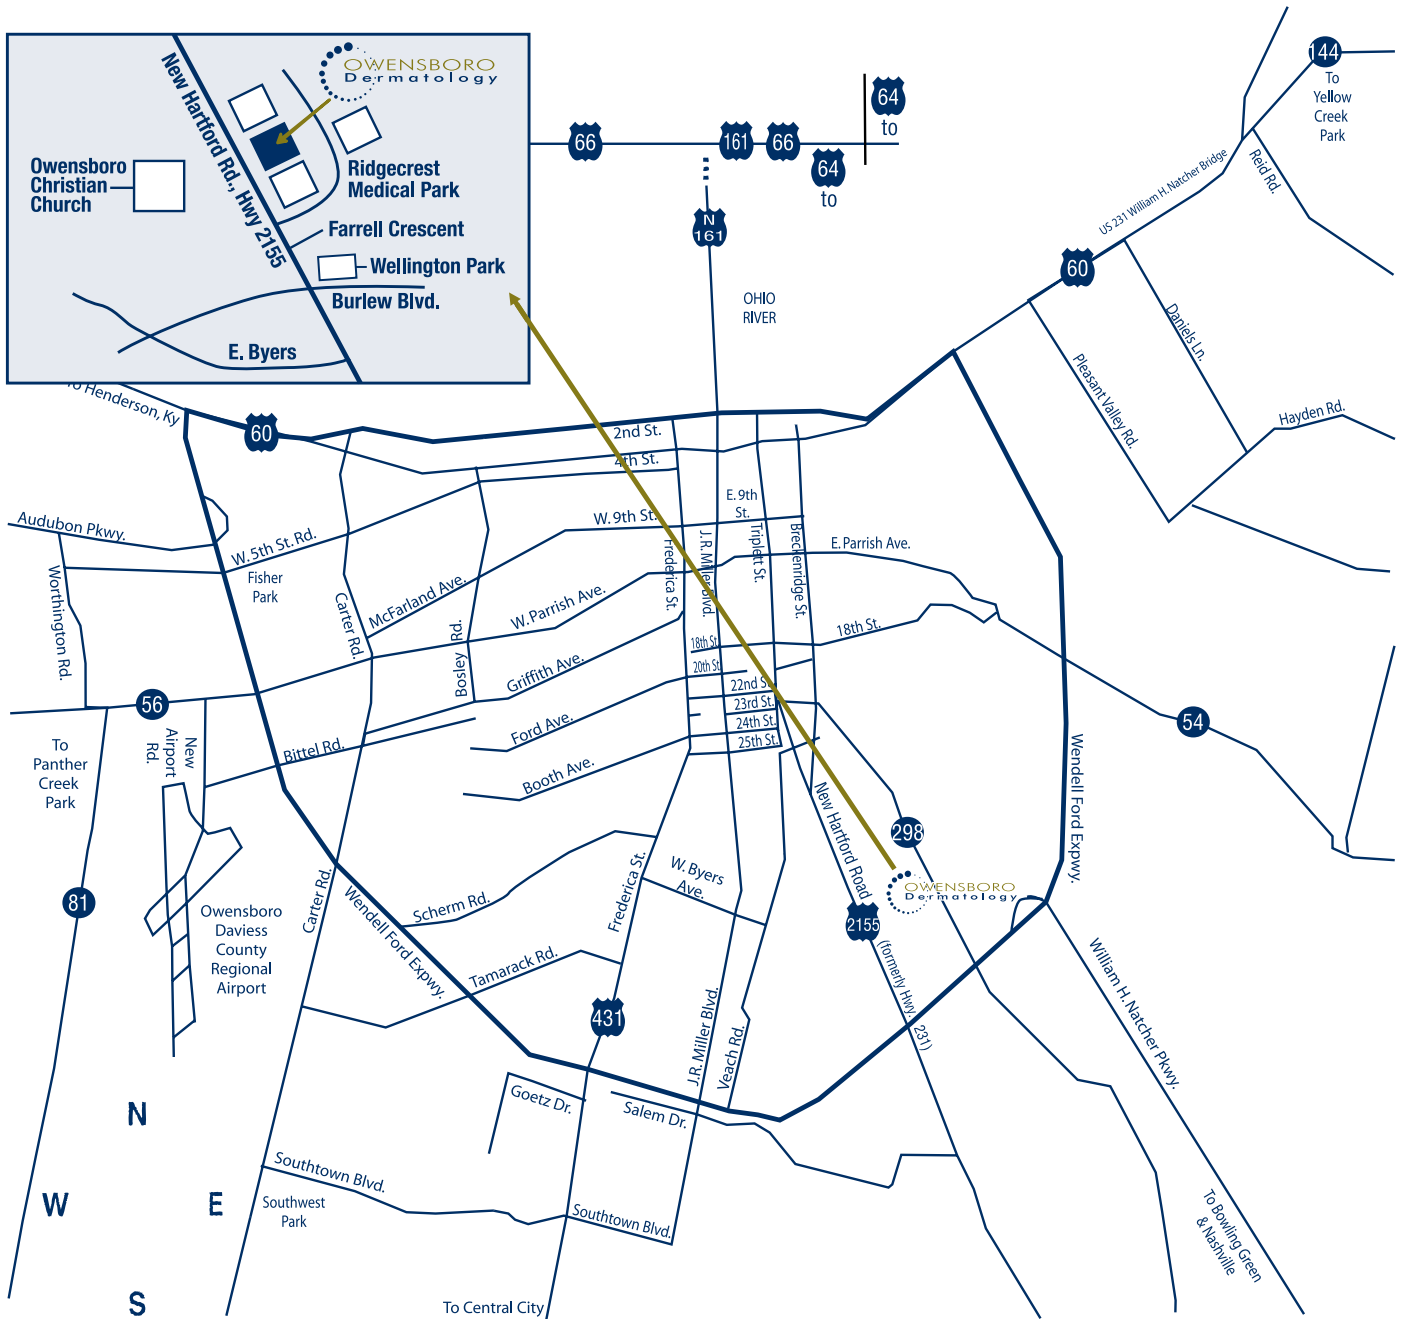 OWENSBORO
Dermatology
New Hartford Rd., Hwy 2155
Owensboro
Christian
Church
Ridgecrest
Medical Park
Farrell Crescent
Wellington Park
Burlew Blvd.
E. Byers
66
161
66
64
to
64
to
N
161
OHIO
RIVER
144
To
Yellow
Creek
Park
Reid Rd.
US 231 William H. Natcher Bridge
60
Daniels Ln.
Pleasant Valley Rd.
Hayden Rd.
To Henderson, Ky
60
2nd St.
4th St.
Audubon Pkwy.
W. 5th St. Rd.
Fisher
Park
Worthington Rd.
W. 9th St.
E. 9th
St.
Frederica St.
J.R. Miller Blvd.
Triplett St.
Breckenridge St.
E. Parrish Ave.
McFarland Ave.
Carter Rd.
W. Parrish Ave.
Bosley Rd.
Griffith Ave.
18th St.
18th St.
20th St.
22nd St.
23rd St.
24th St.
25th St.
56
54
To
Panther
Creek
Park
New
Airport
Rd.
Bittel Rd.
Ford Ave.
Booth Ave.
New Hartford Road
298
Wendell Ford Expwy.
OWENSBORO
Dermatology
81
Owensboro
Daviess
County
Regional
Airport
Carter Rd.
Wendell Ford Expwy.
Scherm Rd.
Frederica St.
W. Byers
Ave.
2155
(formerly Hwy. 231)
Tamarack Rd.
431
J.R. Miller Blvd.
Veach Rd.
William H. Natcher Pkwy.
Goetz Dr.
Salem Dr.
N
W
E
S
Southtown Blvd.
Southwest
Park
Southtown Blvd.
To Central City
To Bowling Green
& Nashville